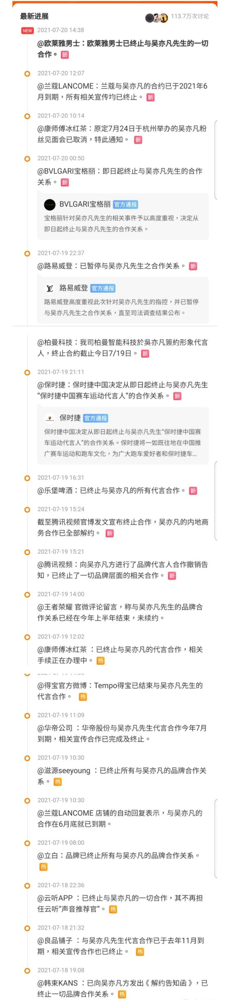 最新进展
113.7万次讨论
NEW 2021-07-20 14:38
@欧莱雅男士：欧莱雅男士已终止与吴亦凡先生的一切
合作。 新
2021-07-20 12:07
@兰蔻LANCOME：兰蔻与吴亦凡的合约已于2021年6
月到期，所有相关宣传均已终止。 新
2021-07-20 10:14
@康师傅冰红茶：原定7月24日于杭州举办的吴亦凡粉
丝见面会已取消，特此通知。 新
2021-07-20 00:50
@BVLGARI宝格丽：即日起终止与吴亦凡先生的合作
关系。 新
BVLGARI宝格丽 官方通报
宝格丽针对吴亦凡先生的相关事件予以高度重视，决定从
即日起终止与吴亦凡先生的合作关系。
2021-07-19 22:37
@路易威登：已暂停与吴亦凡先生之合作关系。 新
路易威登 官方通报
路易威登高度重视此次针对吴亦凡先生的指控，并已暂停
与吴亦凡先生之合作关系，直至司法调查结果公布。
@柏曼科技：我司柏曼智能科技於吳亦凡簽約形象代言
人，終止合約截止今日7/19日。 新
2021-07-19 21:11
@保时捷：保时捷中国决定从即日起终止与吴亦凡先生
“保时捷中国赛车运动代言人”的合作关系。 新
保时捷 官方通报
保时捷中国决定从即日起终止与吴亦凡先生“保时捷中国赛
车运动代言人”的合作关系。保时捷将一如既往地在中国推
广赛车运动和跑车文化，为广大跑车爱好者和保时捷车...
2021-07-19 16:31
@乐堡啤酒：已终止与吴亦凡的所有代言合作。 新
2021-07-19 15:24
截至腾讯视频官博发文宣布终止合作，吴亦凡的内地商
务合作已全部解约。 新
2021-07-19 15:21
@腾讯视频：向吴亦凡方进行了品牌代言人合作撤销告
知，已终止了一切品牌层面的相关合作。 新
2021-07-19 14:00
@王者荣耀 官微评论留言，称与吴亦凡先生的品牌合
作关系已经在今年上半年结束，未续约。
2021-07-19 12:02
@康师傅冰红茶 ：已终止与吴亦凡的代言合作，相关
手续正在办理中。 热
@得宝官方微博：Tempo得宝已结束与吴亦凡先生的
代言合作。 热
2021-07-19 11:09
@华帝公司 ：华帝股份与吴亦凡先生代言合作今年7月
到期，相关宣传合作已完成及终止。
2021-07-19 10:30
@滋源seeyoung ：已终止所有与吴亦凡的品牌合作关
系。 热
2021-07-19 10:30
@兰蔻LANCOME 店铺的自动回复表示，与吴亦凡的
合作在6月底就已到期。
2021-07-19 08:00
@立白：品牌已终止所有与吴亦凡的品牌合作关系。
热
2021-07-18 22:36
@云听APP ：已终止与吴亦凡的一切合作，其不再担
任云听“声音推荐官”。 热
2021-07-18 21:32
@良品铺子 ：与吴亦凡先生代言合作已于去年11月到
期，相关宣传合作也已终止。 热
2021-07-18 19:08
@韩束KANS ：已向吴亦凡方发出《 解约告知函 》，已
终止一切品牌合作关系。 热